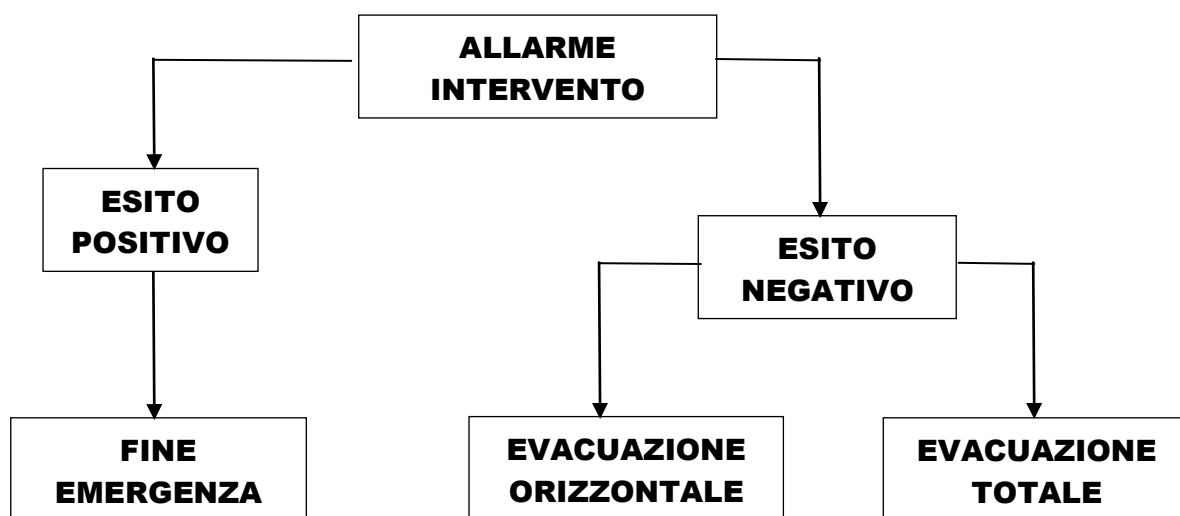 ALLARME
INTERVENTO
ESITO
POSITIVO
ESITO
NEGATIVO
FINE
EMERGENZA
EVACUAZIONE
ORIZZONTALE
EVACUAZIONE
TOTALE